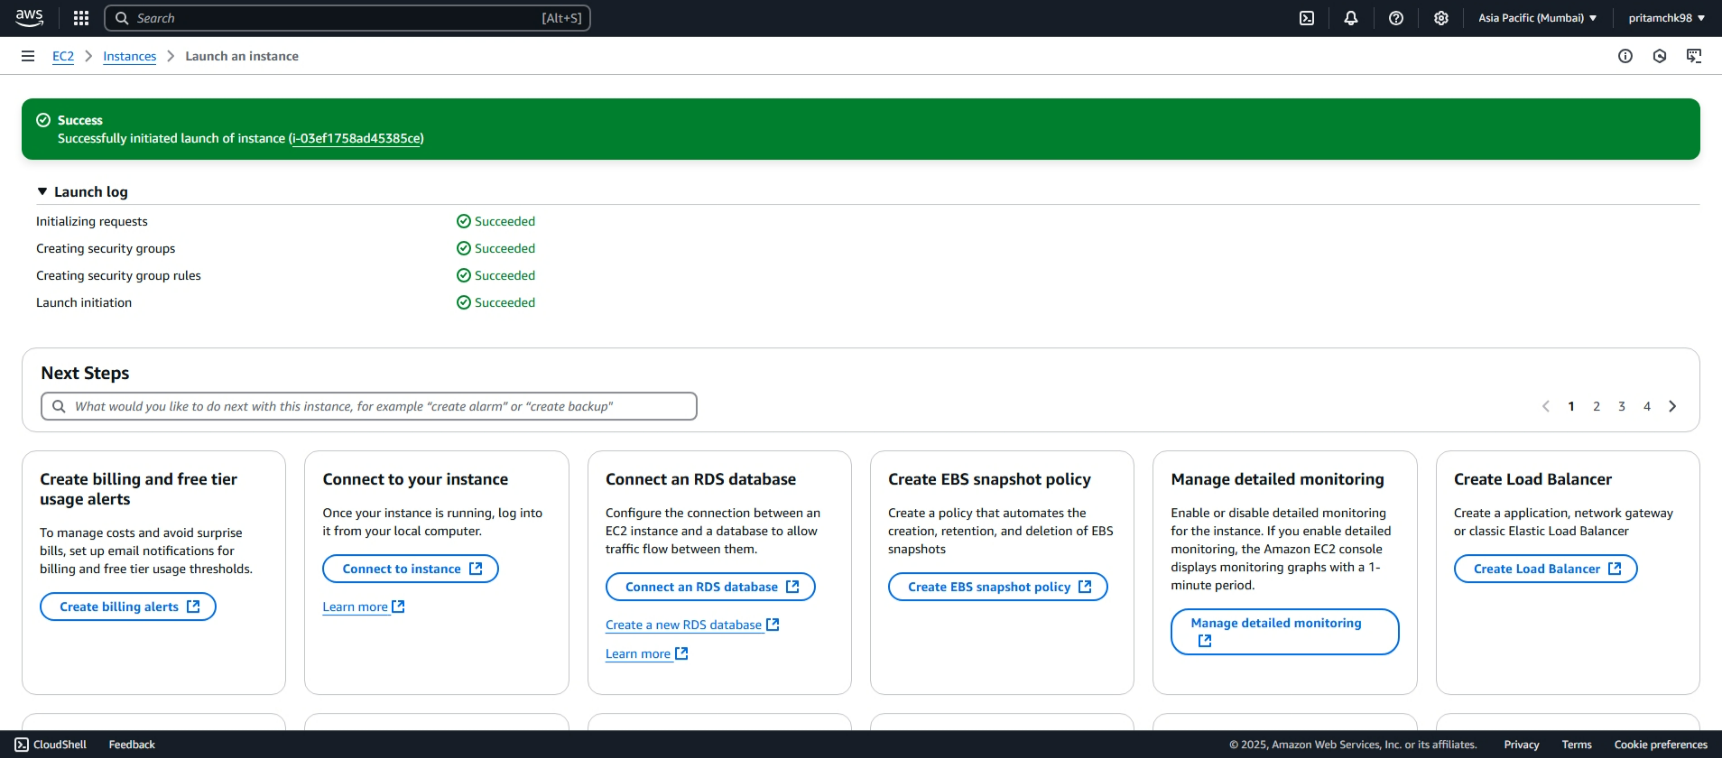 aws
Search
[Alt+S]
Asia Pacific (Mumbai)
pritamchk98
EC2
Instances
Launch an instance
Success
Successfully initiated launch of instance (i-03ef1758ad45385ce)
Launch log
Initializing requests
Succeeded
Creating security groups
Succeeded
Creating security group rules
Succeeded
Launch initiation
Succeeded
Next Steps
What would you like to do next with this instance, for example “create alarm” or “create backup”
1 2 3 4
Create billing and free tier
usage alerts
To manage costs and avoid surprise
bills, set up email notifications for
billing and free tier usage thresholds.
Create billing alerts
Connect to your instance
Once your instance is running, log into
it from your local computer.
Connect to instance
Learn more
Connect an RDS database
Configure the connection between an
EC2 instance and a database to allow
traffic flow between them.
Connect an RDS database
Create a new RDS database
Learn more
Create EBS snapshot policy
Create a policy that automates the
creation, retention, and deletion of EBS
snapshots
Create EBS snapshot policy
Manage detailed monitoring
Enable or disable detailed monitoring
for the instance. If you enable detailed
monitoring, the Amazon EC2 console
displays monitoring graphs with a 1-
minute period.
Manage detailed monitoring
Create Load Balancer
Create a application, network gateway
or classic Elastic Load Balancer
Create Load Balancer
CloudShell
Feedback
© 2025, Amazon Web Services, Inc. or its affiliates.
Privacy
Terms
Cookie preferences